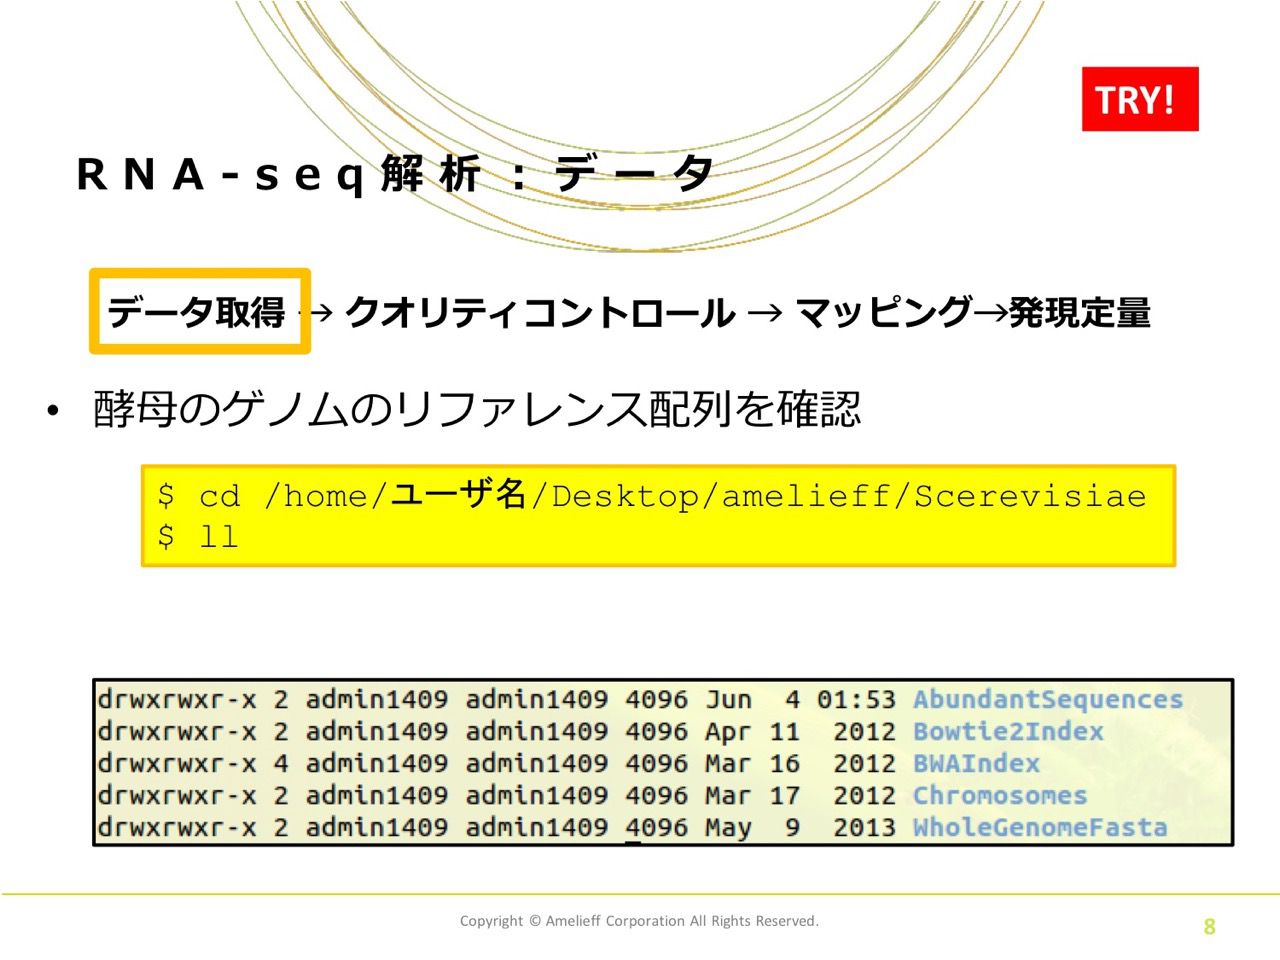 TRY!
RNA-seq解析：データ
データ取得 → クオリティコントロール → マッピング→発現定量
• 酵母のゲノムのリファレンス配列を確認
$ cd /home/ユーザ名/Desktop/amelieff/Scerevisiae
$ ll
drwxrwxr-x 2 admin1409 admin1409 4096 Jun  4 01:53 AbundantSequences
drwxrwxr-x 2 admin1409 admin1409 4096 Apr 11  2012 Bowtie2Index
drwxrwxr-x 4 admin1409 admin1409 4096 Mar 16  2012 BWAIndex
drwxrwxr-x 2 admin1409 admin1409 4096 Mar 17  2012 Chromosomes
drwxrwxr-x 2 admin1409 admin1409 4096 May  9  2013 WholeGenomeFasta
Copyright © Amelieff Corporation All Rights Reserved.
8